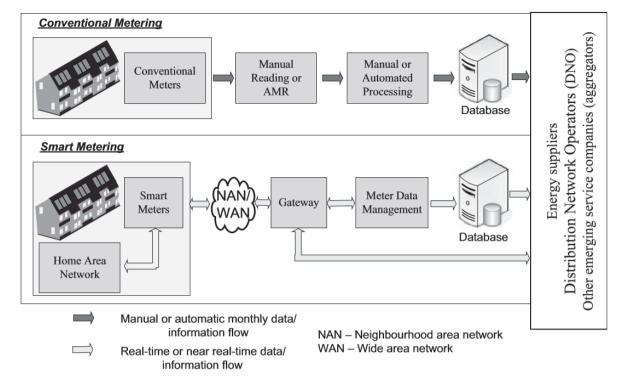 Conventional Metering
Conventional
Meters
Manual
Reading or
AMR
Manual or
Automated
Processing
Database
Smart Metering
Smart
Meters
Home Area
Network
NAN/
WAN
Gateway
Meter Data
Management
Database
Energy suppliers
Distribution Network Operators (DNO)
Other emerging service companies (aggregators)
Manual or automatic monthly data/
information flow
Real-time or near real-time data/
information flow
NAN – Neighbourhood area network
WAN – Wide area network